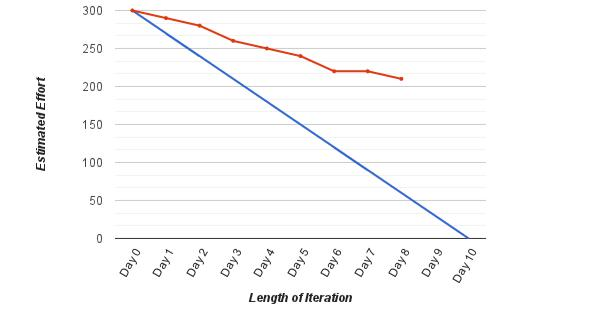 300
250
200
150
100
50
0
Estimated Effort
Day 0
Day 1
Day 2
Day 3
Day 4
Day 5
Day 6
Day 7
Day 8
Day 9
Day 10
Length of Iteration